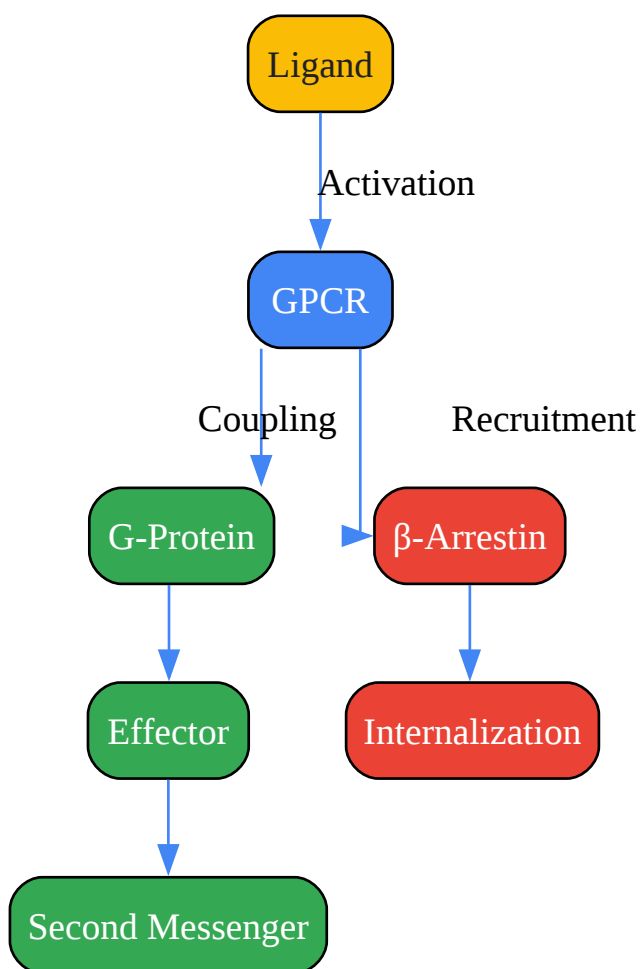 Ligand
Activation
GPCR
Coupling
Recruitment
G-Protein
β-Arrestin
Effector
Internalization
Second Messenger